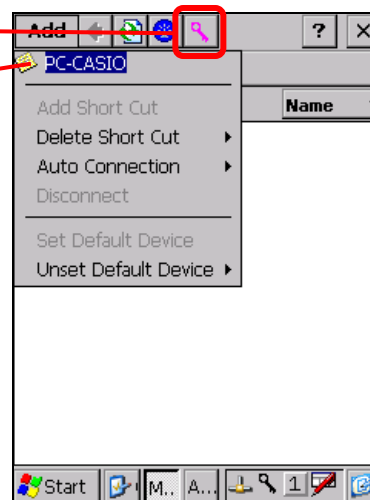 Add ? ×
PC-CASIO
Name
Add Short Cut
Delete Short Cut
Auto Connection
Disconnect
Set Default Device
Unset Default Device
Start M.. A... 1